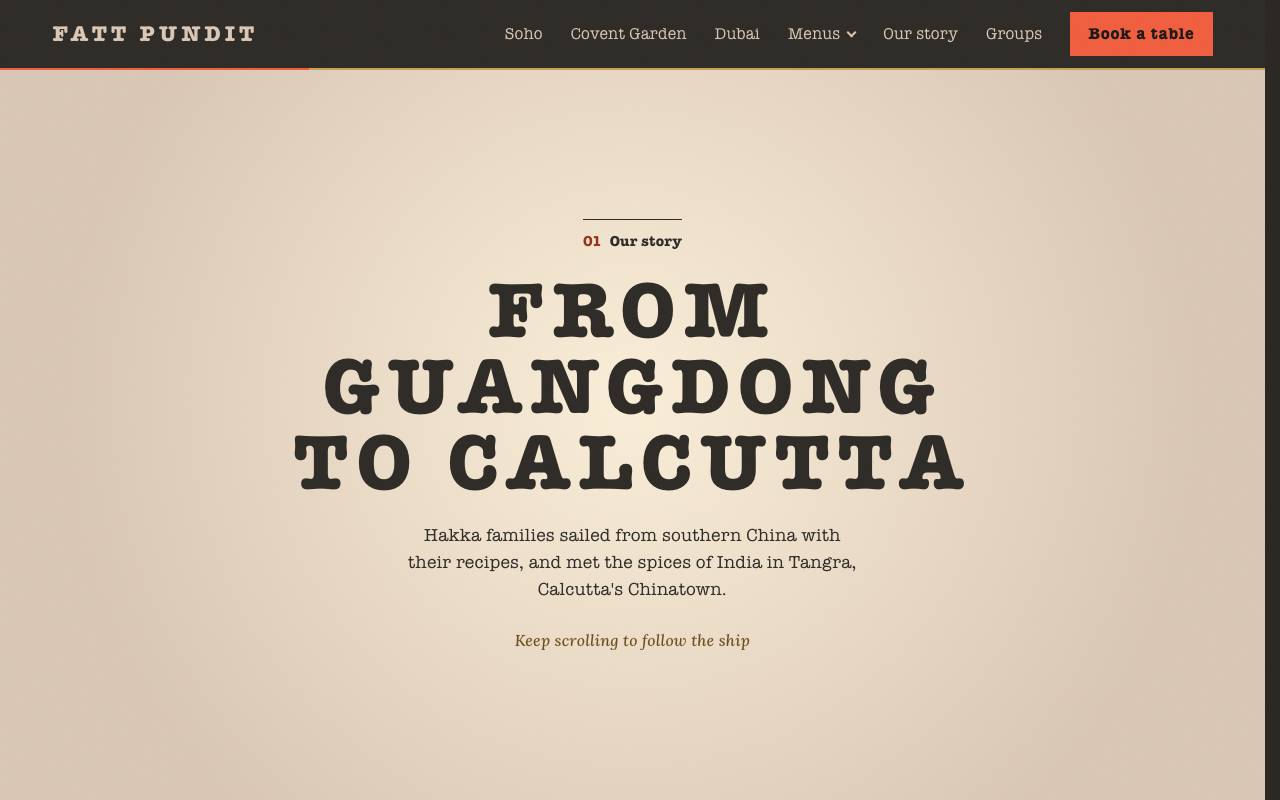 FATT PUNDIT
Soho
Covent Garden
Dubai
Menus
Our story
Groups
Book a table
01 Our story
FROM
GUANGDONG
TO CALCUTTA
Hakka families sailed from southern China with
their recipes, and met the spices of India in Tangra,
Calcutta's Chinatown.
Keep scrolling to follow the ship